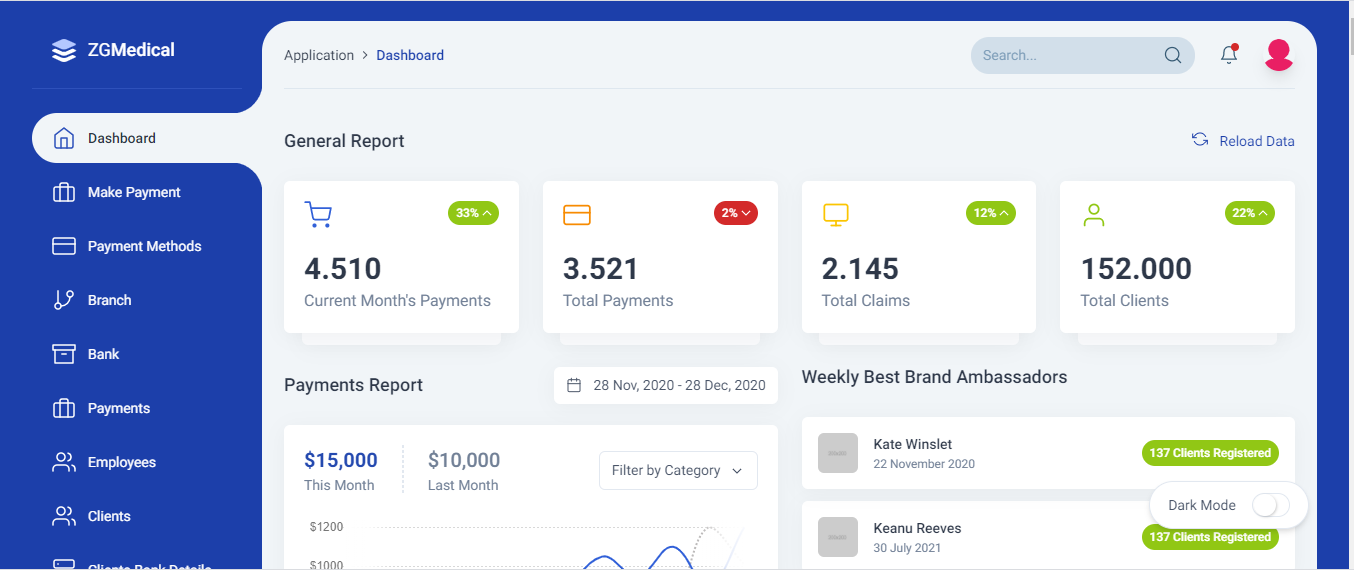 ZGMedical
Application > Dashboard
Search...
Dashboard
Make Payment
Payment Methods
Branch
Bank
Payments
Employees
Clients
Clients Bank Details
General Report
Reload Data
33%
4.510
Current Month's Payments
2%
3.521
Total Payments
12%
2.145
Total Claims
22%
152.000
Total Clients
Payments Report
28 Nov, 2020 - 28 Dec, 2020
$15,000
This Month
$10,000
Last Month
Filter by Category
$1200
$1000
Weekly Best Brand Ambassadors
Kate Winslet
22 November 2020
137 Clients Registered
Keanu Reeves
30 July 2021
137 Clients Registered
Dark Mode